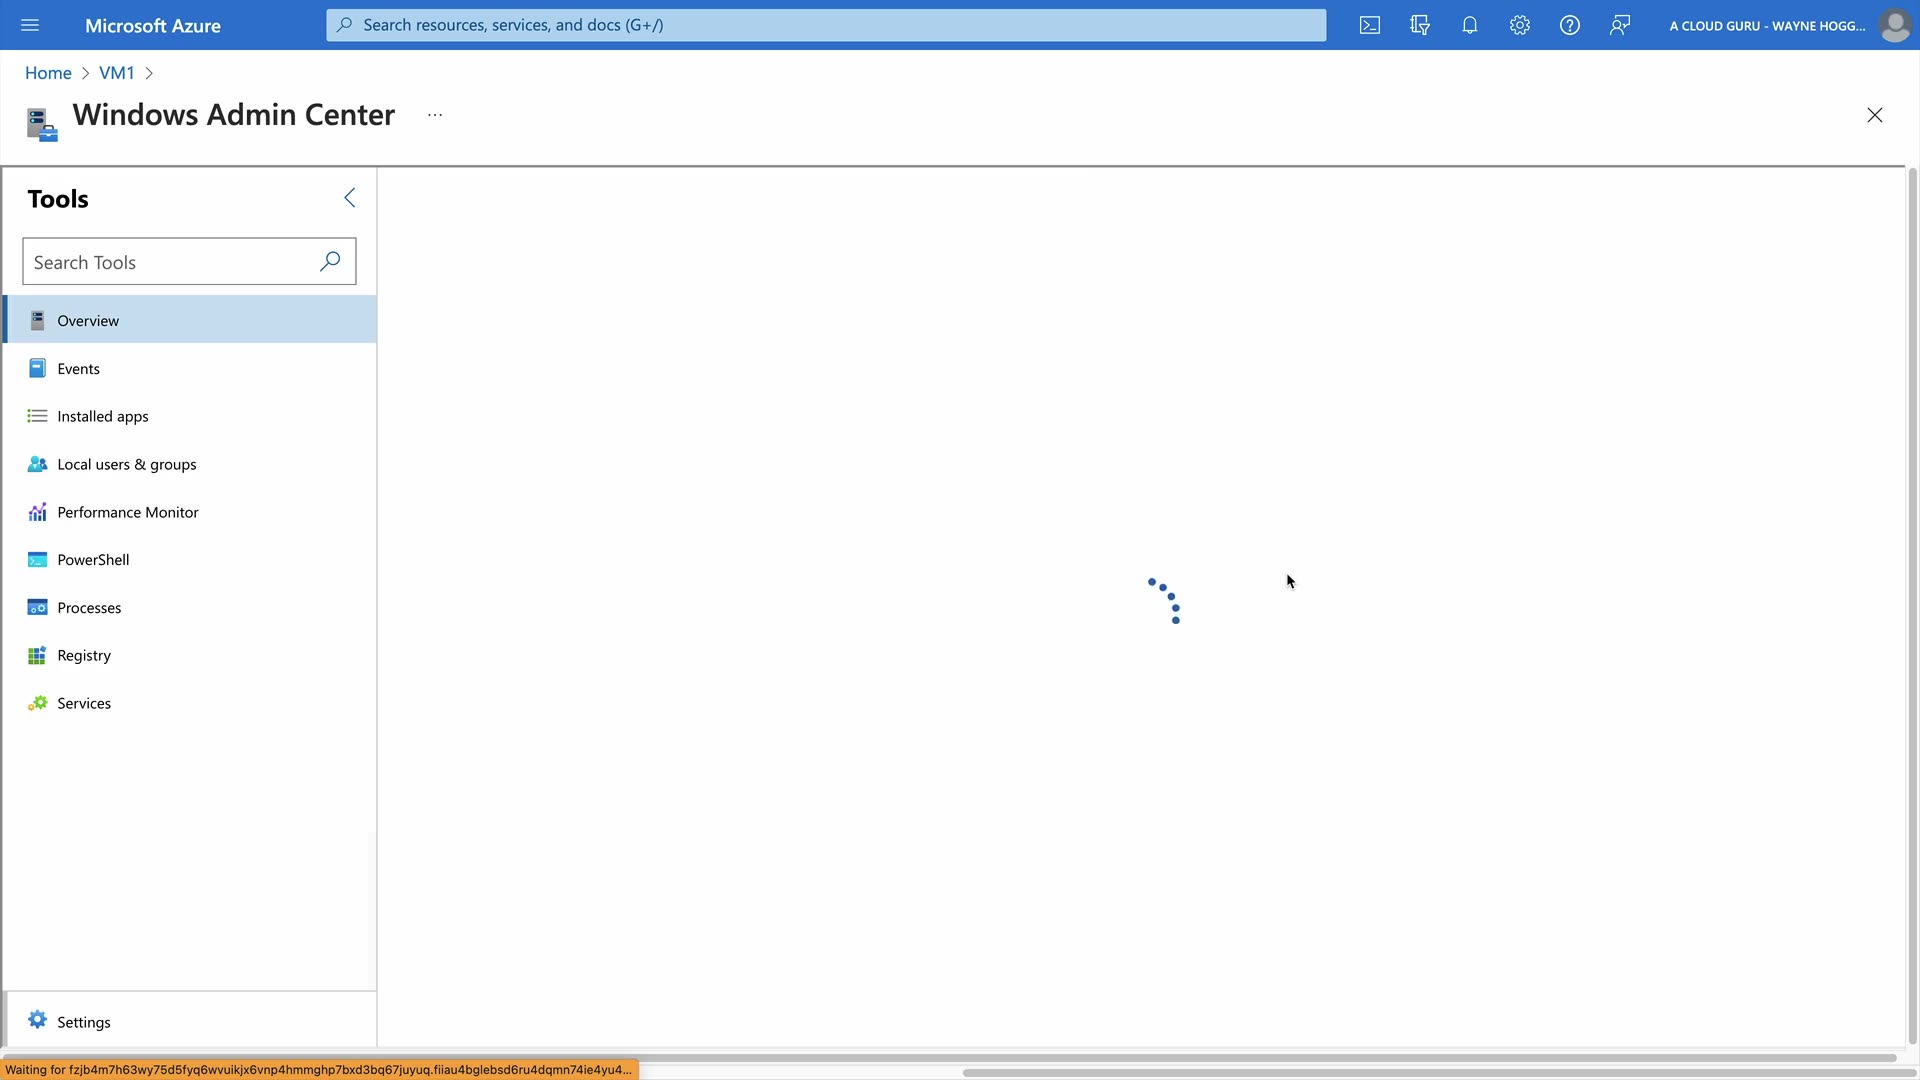 Microsoft Azure
Search resources, services, and docs (G+/)
A CLOUD GURU - WAYNE HOGG...
Home > VM1 >
Windows Admin Center ...
Tools
Search Tools
Overview
Events
Installed apps
Local users & groups
Performance Monitor
PowerShell
Processes
Registry
Services
Settings
Waiting for fzjb4m7h63wy75d5fyq6wvuikjx6vnp4hmmghp7bxd3bq67juyuq.fiiau4bglebsd6ru4dqmn74ie4yu4...